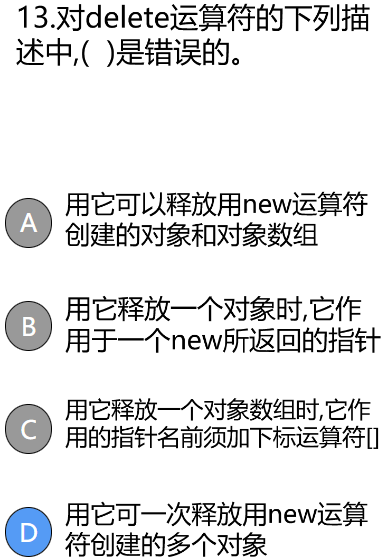 13.对delete运算符的下列描
述中,(  )是错误的。
A
用它可以释放用new运算符
创建的对象和对象数组
B
用它释放一个对象时,它作
用于一个new所返回的指针
C
用它释放一个对象数组时,它作
用的指针名前须加下标运算符[]
D
用它可一次释放用new运算
符创建的多个对象